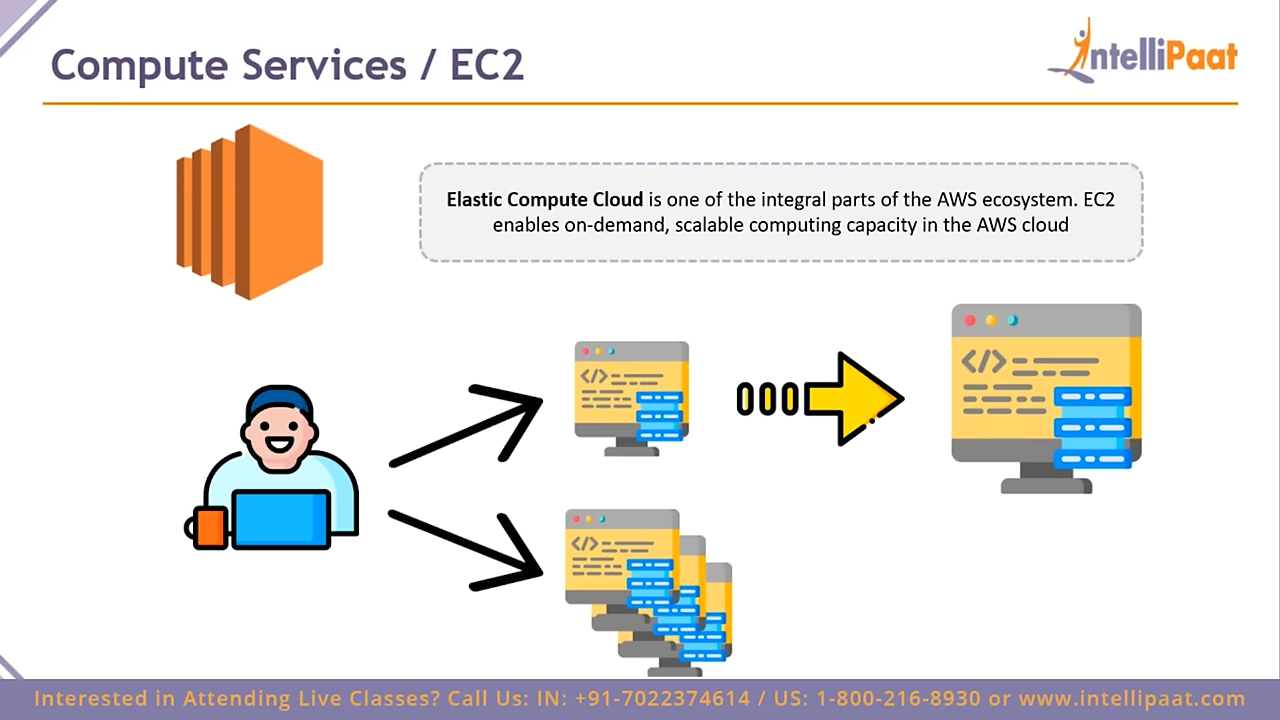 Compute Services / EC2
IntelliPaat
Elastic Compute Cloud is one of the integral parts of the AWS ecosystem. EC2
enables on-demand, scalable computing capacity in the AWS cloud
</>
</>
</>
Interested in Attending Live Classes? Call Us: IN: +91-7022374614 / US: 1-800-216-8930 or www.intellipaat.com